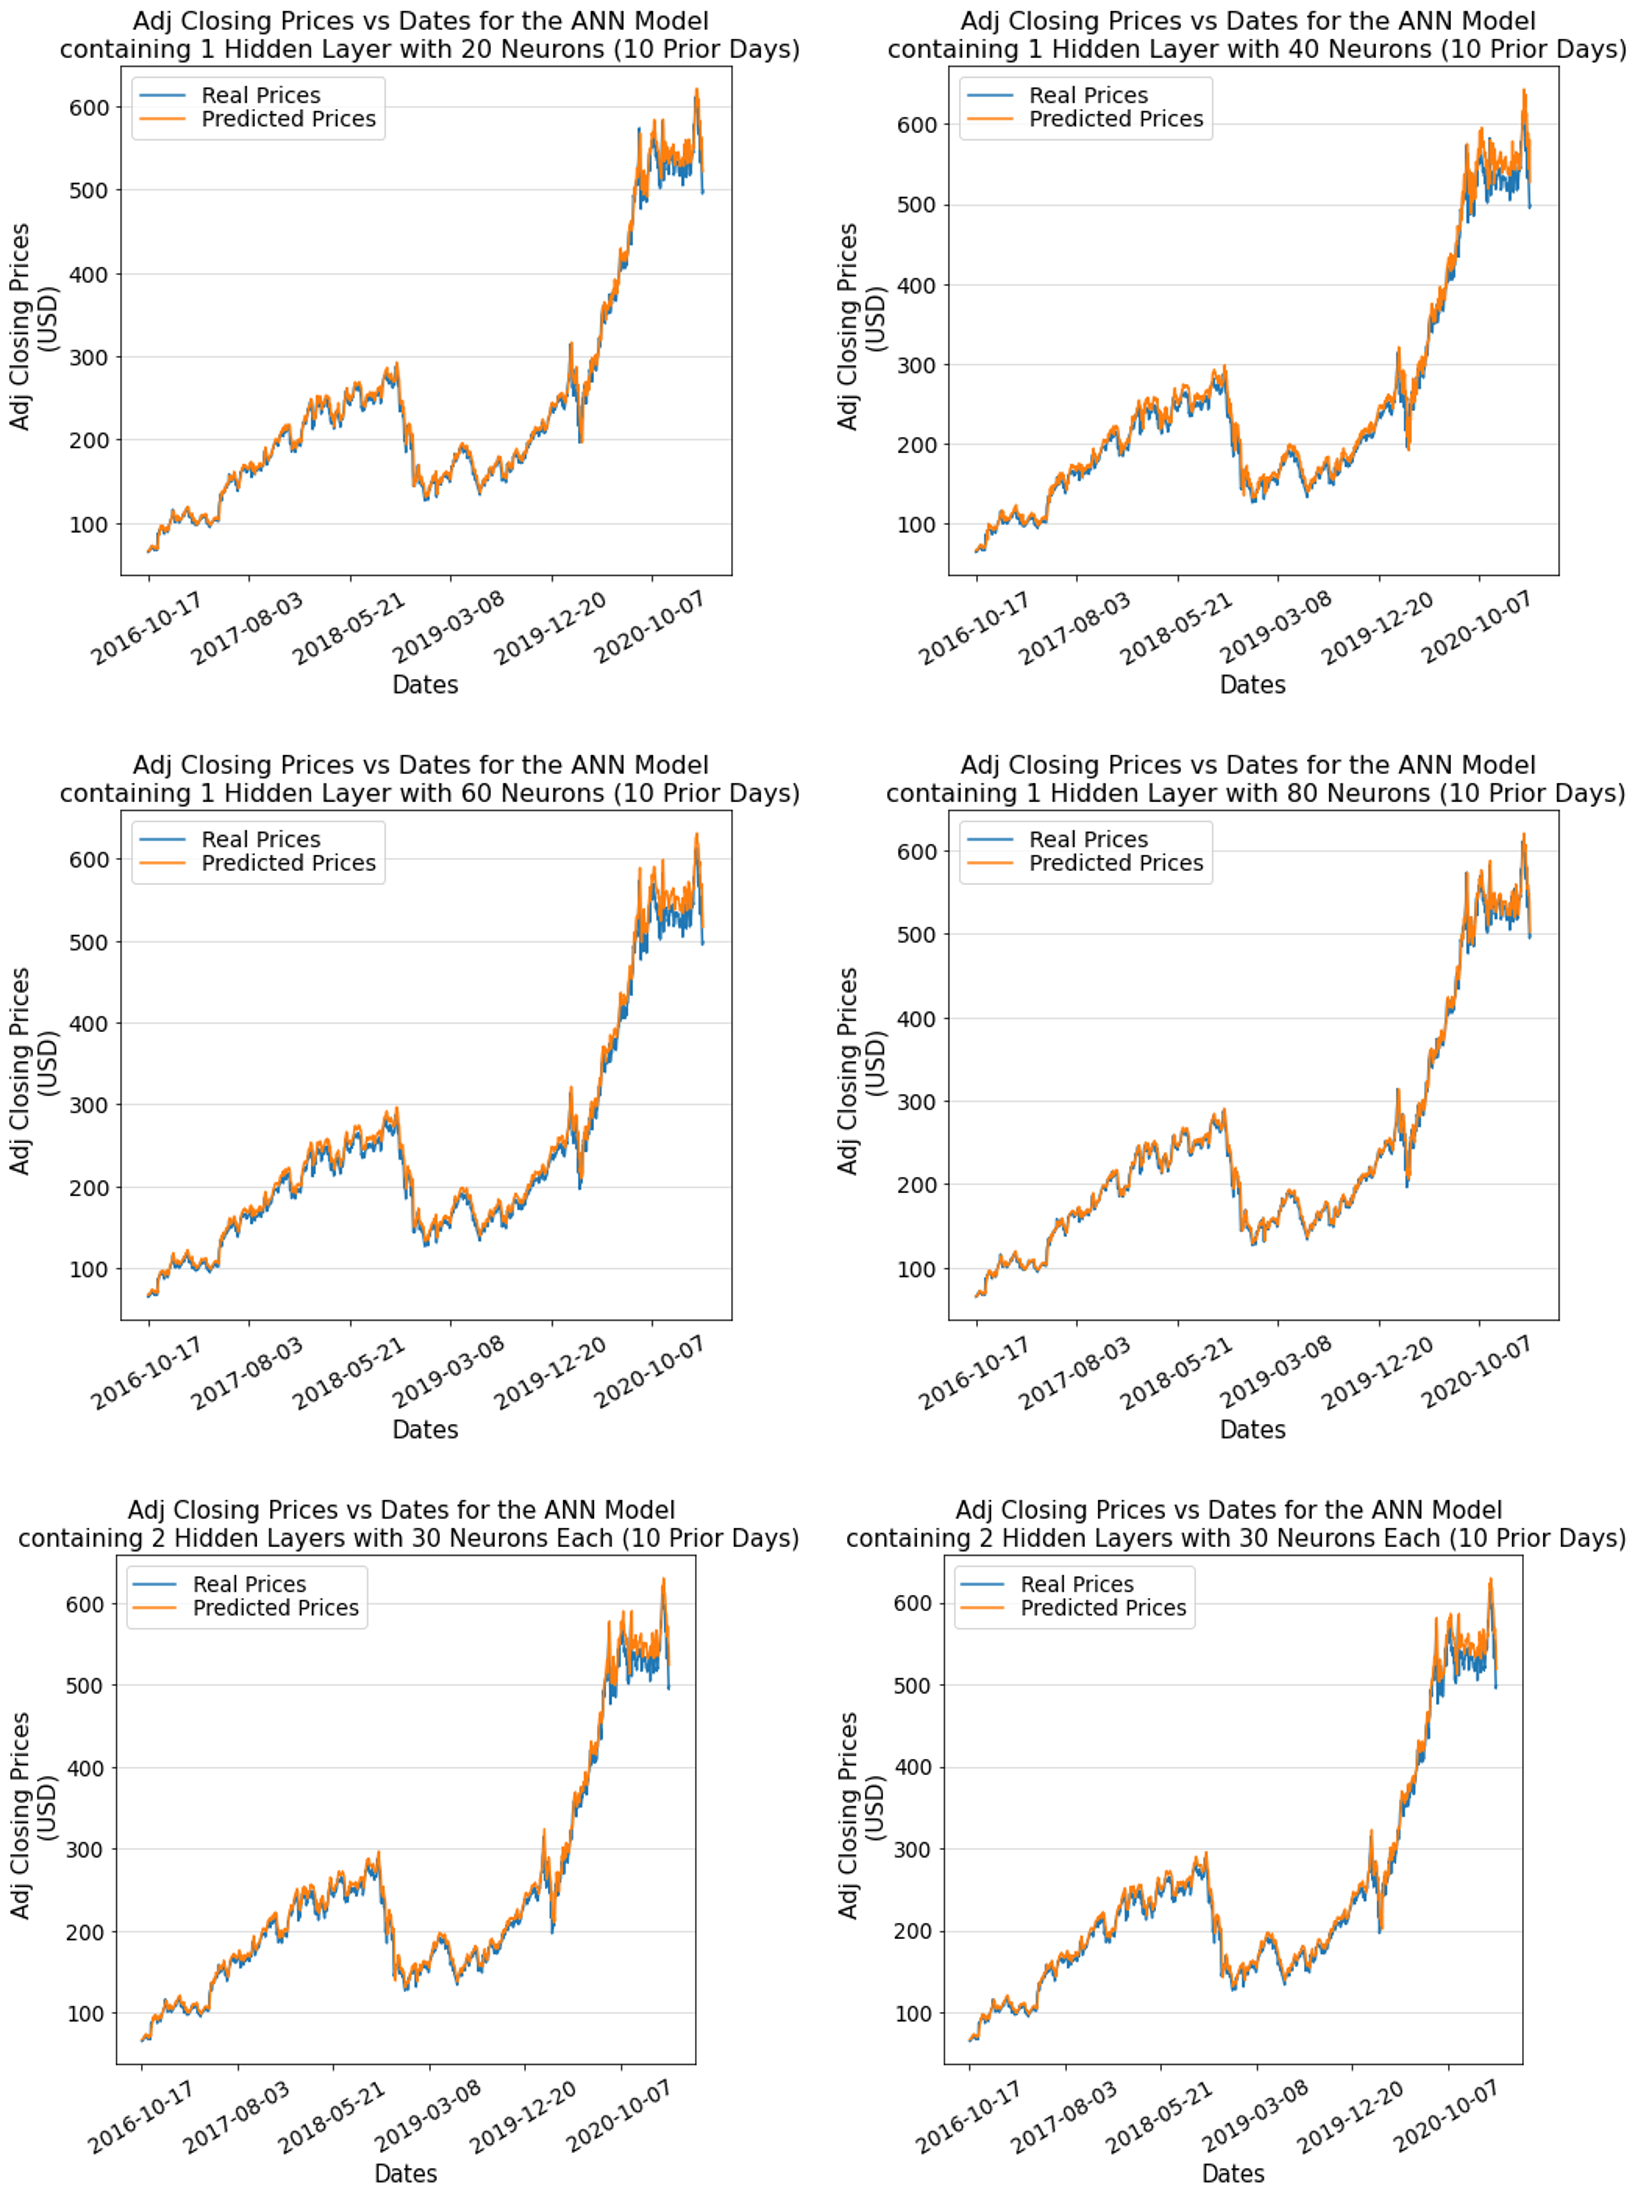 Adj Closing Prices vs Dates for the ANN Model
containing 1 Hidden Layer with 20 Neurons (10 Prior Days)
Real Prices
Predicted Prices
600
500
400
300
200
100
Adj Closing Prices
(USD)
2016-10-17
2017-08-03
2018-05-21
2019-03-08
2019-12-20
2020-10-07
Dates
Adj Closing Prices vs Dates for the ANN Model
containing 1 Hidden Layer with 40 Neurons (10 Prior Days)
Real Prices
Predicted Prices
600
500
400
300
200
100
Adj Closing Prices
(USD)
2016-10-17
2017-08-03
2018-05-21
2019-03-08
2019-12-20
2020-10-07
Dates
Adj Closing Prices vs Dates for the ANN Model
containing 1 Hidden Layer with 60 Neurons (10 Prior Days)
Real Prices
Predicted Prices
600
500
400
300
200
100
Adj Closing Prices
(USD)
2016-10-17
2017-08-03
2018-05-21
2019-03-08
2019-12-20
2020-10-07
Dates
Adj Closing Prices vs Dates for the ANN Model
containing 1 Hidden Layer with 80 Neurons (10 Prior Days)
Real Prices
Predicted Prices
600
500
400
300
200
100
Adj Closing Prices
(USD)
2016-10-17
2017-08-03
2018-05-21
2019-03-08
2019-12-20
2020-10-07
Dates
Adj Closing Prices vs Dates for the ANN Model
containing 2 Hidden Layers with 30 Neurons Each (10 Prior Days)
Real Prices
Predicted Prices
600
500
400
300
200
100
Adj Closing Prices
(USD)
2016-10-17
2017-08-03
2018-05-21
2019-03-08
2019-12-20
2020-10-07
Dates
Adj Closing Prices vs Dates for the ANN Model
containing 2 Hidden Layers with 30 Neurons Each (10 Prior Days)
Real Prices
Predicted Prices
600
500
400
300
200
100
Adj Closing Prices
(USD)
2016-10-17
2017-08-03
2018-05-21
2019-03-08
2019-12-20
2020-10-07
Dates